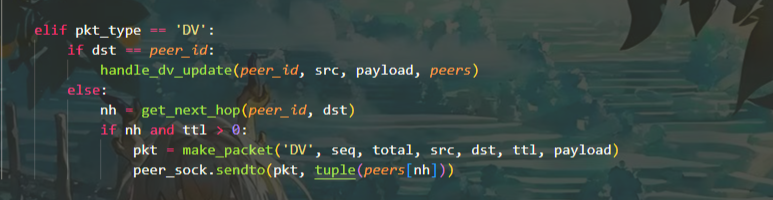 elif pkt_type == 'DV':
    if dst == peer_id:
        handle_dv_update(peer_id, src, payload, peers)
    else:
        nh = get_next_hop(peer_id, dst)
        if nh and ttl > 0:
            pkt = make_packet('DV', seq, total, src, dst, ttl, payload)
            peer_sock.sendto(pkt, tuple(peers[nh]))